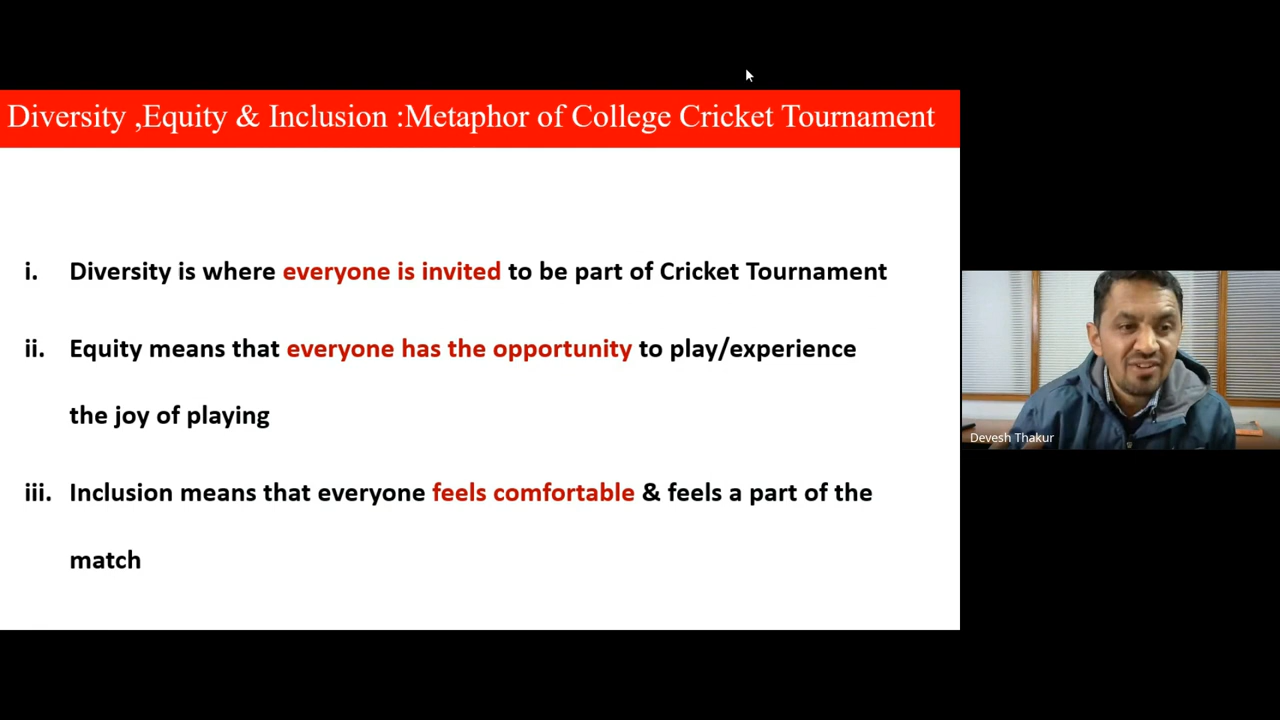 Diversity ,Equity & Inclusion :Metaphor of College Cricket Tournament
i. Diversity is where everyone is invited to be part of Cricket Tournament
ii. Equity means that everyone has the opportunity to play/experience
the joy of playing
iii. Inclusion means that everyone feels comfortable & feels a part of the
match
Devesh Thakur